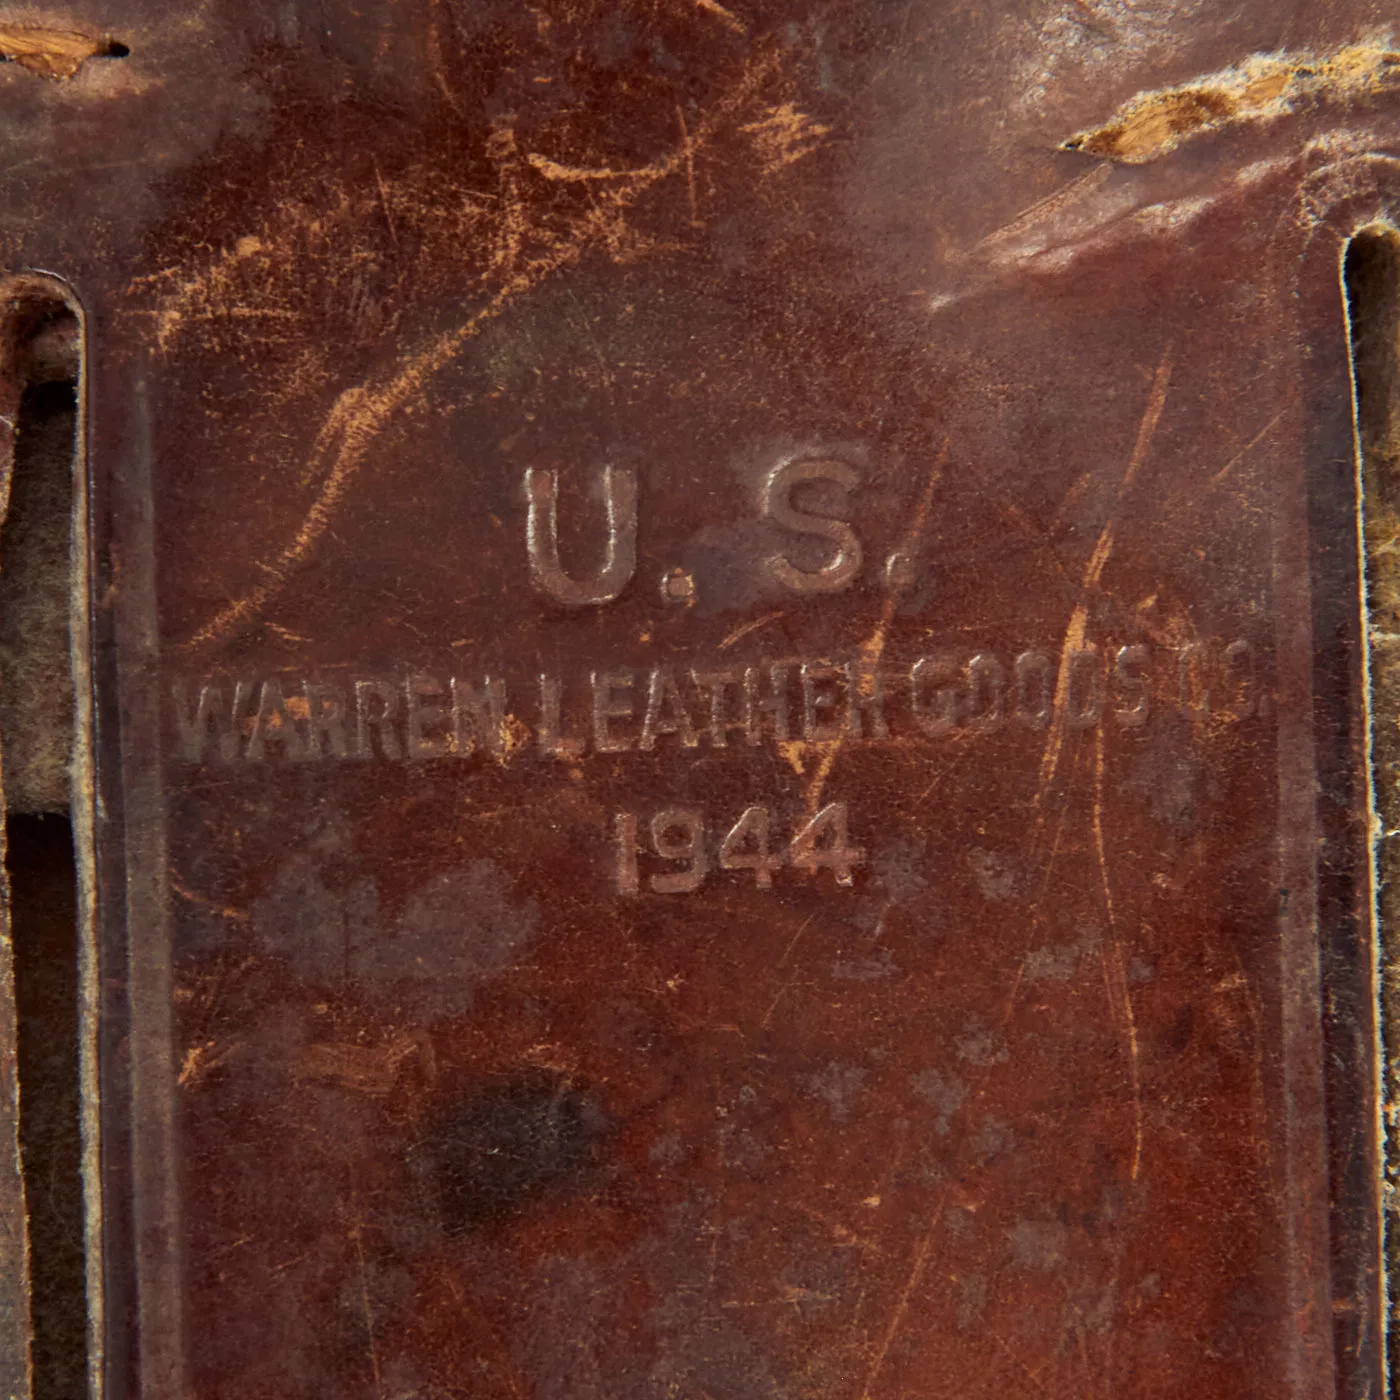 U. S.
WARREN LEATHER GOODS CO.
1944